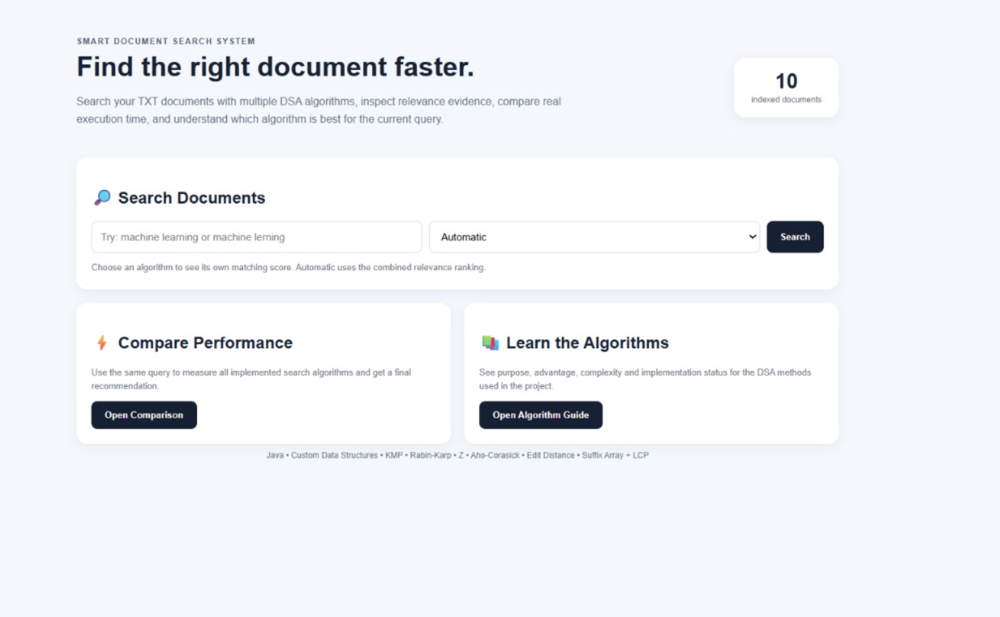 SMART DOCUMENT SEARCH SYSTEM
Find the right document faster.
Search your TXT documents with multiple DSA algorithms, inspect relevance evidence, compare real
execution time, and understand which algorithm is best for the current query.
10
indexed documents
Search Documents
Try: machine learning or machine lerning
Automatic
Search
Choose an algorithm to see its own matching score. Automatic uses the combined relevance ranking.
Compare Performance
Use the same query to measure all implemented search algorithms and get a final
recommendation.
Open Comparison
Learn the Algorithms
See purpose, advantage, complexity and implementation status for the DSA methods
used in the project.
Open Algorithm Guide
Java • Custom Data Structures • KMP • Rabin-Karp • Z • Aho-Corasick • Edit Distance • Suffix Array + LCP